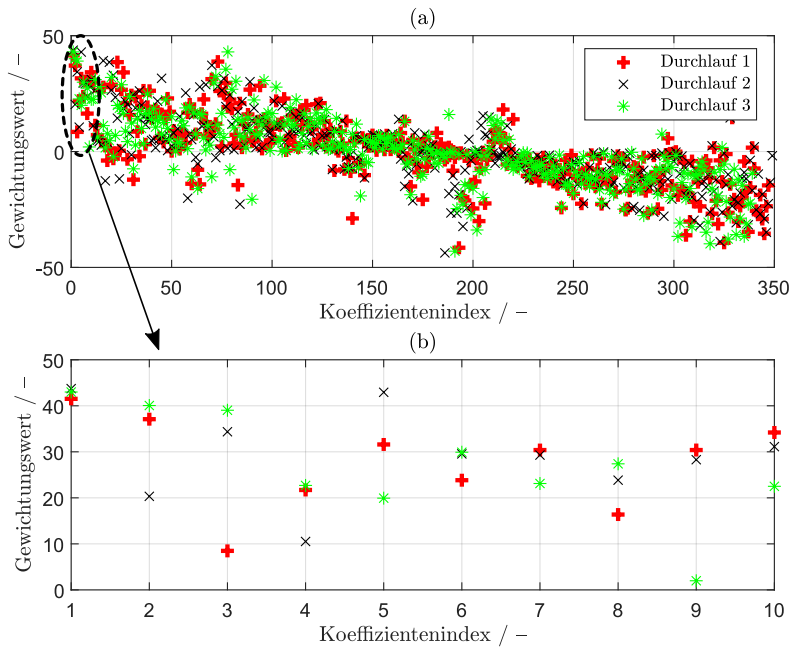 (a)
50
0
-50
Gewichtungswert / –
Durchlauf 1
Durchlauf 2
Durchlauf 3
0 50 100 150 200 250 300 350
Koeffizientenindex / –
(b)
50
40
30
20
10
0
Gewichtungswert / –
1 2 3 4 5 6 7 8 9 10
Koeffizientenindex / –